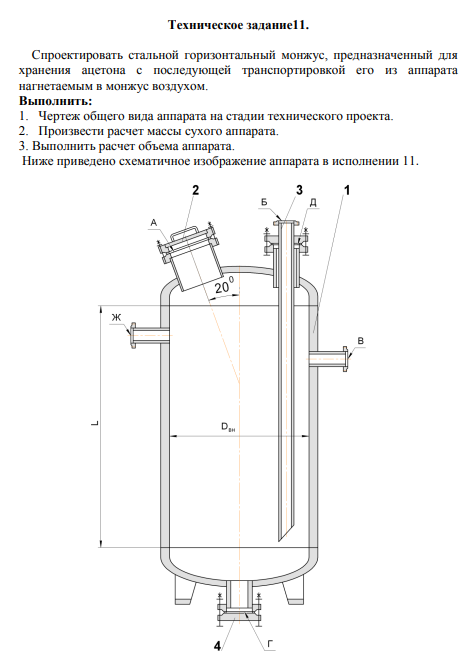 Техническое задание11.
Спроектировать стальной горизонтальный монжус, предназначенный для
хранения ацетона с последующей транспортировкой его из аппарата
нагнетаемым в монжус воздухом.
Выполнить:
1. Чертеж общего вида аппарата на стадии технического проекта.
2. Произвести расчет массы сухого аппарата.
3. Выполнить расчет объема аппарата.
Ниже приведено схематичное изображение аппарата в исполнении 11.
2
Б
3
1
А
Д
20⁰
Ж
В
L
Dвн
4
Г